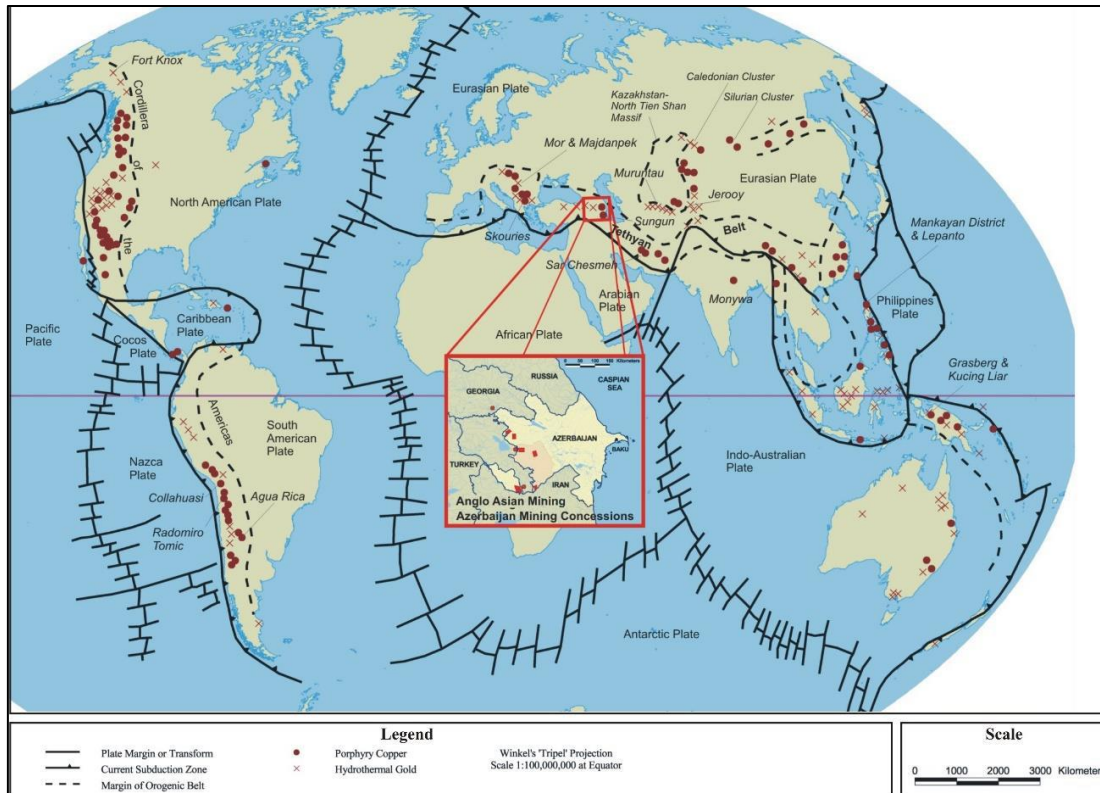 Fort Knox
Cordillera
of
the
Americas
North American Plate
Pacific
Plate
Cocos
Plate
Caribbean
Plate
South
American
Plate
Nazca
Plate
Collahuasi
Agua Rica
Radomiro
Tomic
Eurasian Plate
Mor & Majdanpek
Skouries
Kazakhstan-
North Tien Shan
Massif
Caledonian Cluster
Silurian Cluster
Muruntau
Eurasian Plate
Jerooy
Sungun
Tethyan
Belt
Sar Chesmeh
Arabian
Plate
African Plate
Monywa
Mankayan District
& Lepanto
Philippines
Plate
Grasberg &
Kucing Liar
Indo-Australian
Plate
Antarctic Plate
0 50 100 150 Kilometers
RUSSIA
GEORGIA
CASPIAN
SEA
AZERBAIJAN
BAKU
TURKEY
IRAN
Anglo Asian Mining
Azerbaijan Mining Concessions
Legend
Plate Margin or Transform
Current Subduction Zone
Margin of Orogenic Belt
Porphyry Copper
Hydrothermal Gold
Winkel's 'Tripel' Projection
Scale 1:100,000,000 at Equator
Scale
0 1000 2000 3000 Kilometer